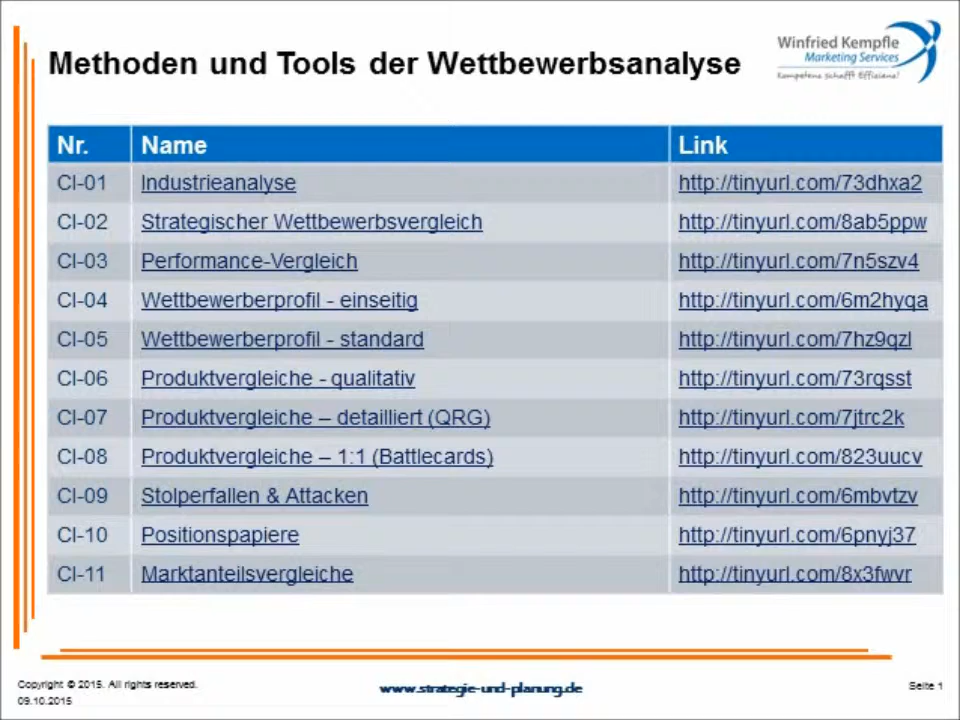 Methoden und Tools der Wettbewerbsanalyse
Winfried Kempfle
Marketing Services
Kompetenz schafft Effizienz!
Nr. Name Link
CI-01 Industrieanalyse http://tinyurl.com/73dhxa2
CI-02 Strategischer Wettbewerbsvergleich http://tinyurl.com/8ab5ppw
CI-03 Performance-Vergleich http://tinyurl.com/7n5szv4
CI-04 Wettbewerberprofil - einseitig http://tinyurl.com/6m2hyqa
CI-05 Wettbewerberprofil - standard http://tinyurl.com/7hz9qzl
CI-06 Produktvergleiche - qualitativ http://tinyurl.com/73rqsst
CI-07 Produktvergleiche – detailliert (QRG) http://tinyurl.com/7jtrc2k
CI-08 Produktvergleiche – 1:1 (Battlecards) http://tinyurl.com/823uucv
CI-09 Stolperfallen & Attacken http://tinyurl.com/6mbvtzv
CI-10 Positionspapiere http://tinyurl.com/6pnyj37
CI-11 Marktanteilsvergleiche http://tinyurl.com/8x3fwvr
Copyright © 2015. All rights reserved.
09.10.2015
www.strategie-und-planung.de
Seite 1